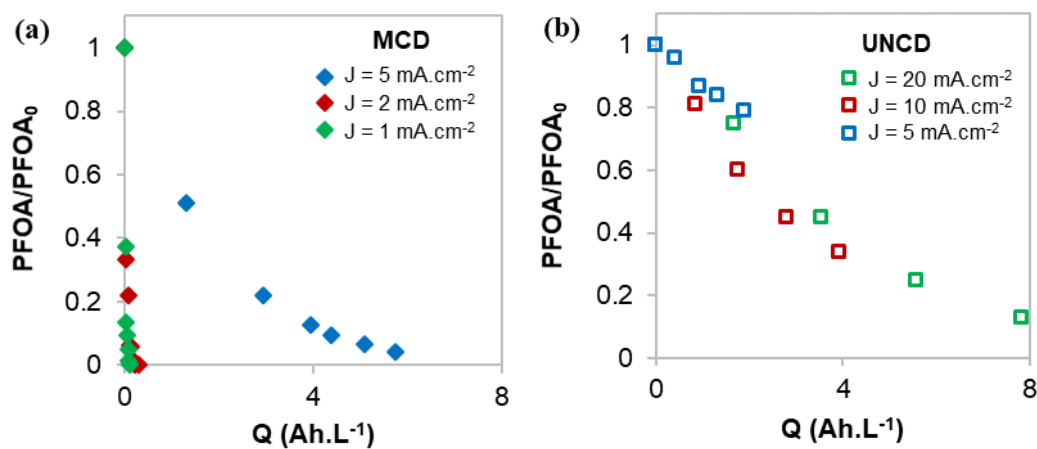 (a)
MCD
J = 5 mA.cm-2
J = 2 mA.cm-2
J = 1 mA.cm-2
PFOA/PFOA0
1
0.8
0.6
0.4
0.2
0
0
4
8
Q (Ah.L-1)
(b)
UNCD
J = 20 mA.cm-2
J = 10 mA.cm-2
J = 5 mA.cm-2
PFOA/PFOA0
1
0.8
0.6
0.4
0.2
0
0
4
8
Q (Ah.L-1)